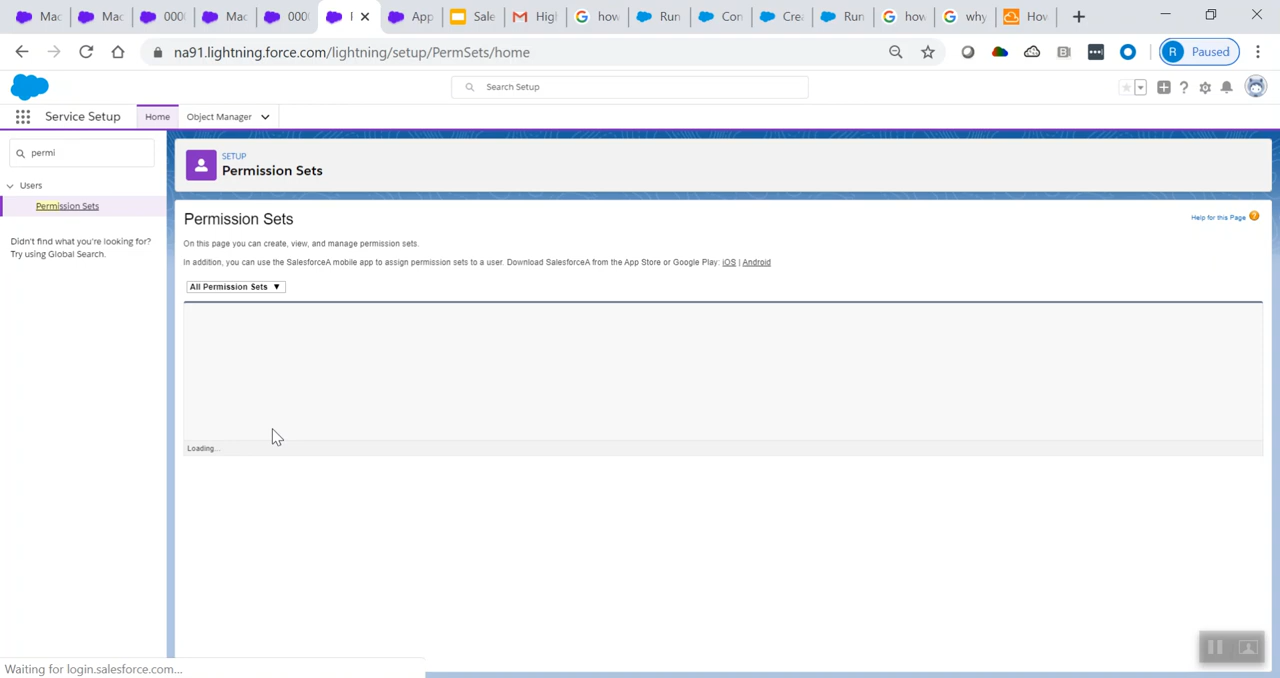 Mac
Mac
0000
Mac
000
App
Sale
High
how
Run
Cor
Crea
Run
how
why
How
na91.lightning.force.com/lightning/setup/PermSets/home
R Paused
Search Setup
Service Setup
Home
Object Manager
permi
Users
Permission Sets
Didn't find what you're looking for?
Try using Global Search.
SETUP
Permission Sets
Permission Sets
Help for this Page ?
On this page you can create, view, and manage permission sets.
In addition, you can use the SalesforceA mobile app to assign permission sets to a user. Download SalesforceA from the App Store or Google Play: iOS | Android
All Permission Sets ▼
Loading...
Waiting for login.salesforce.com...